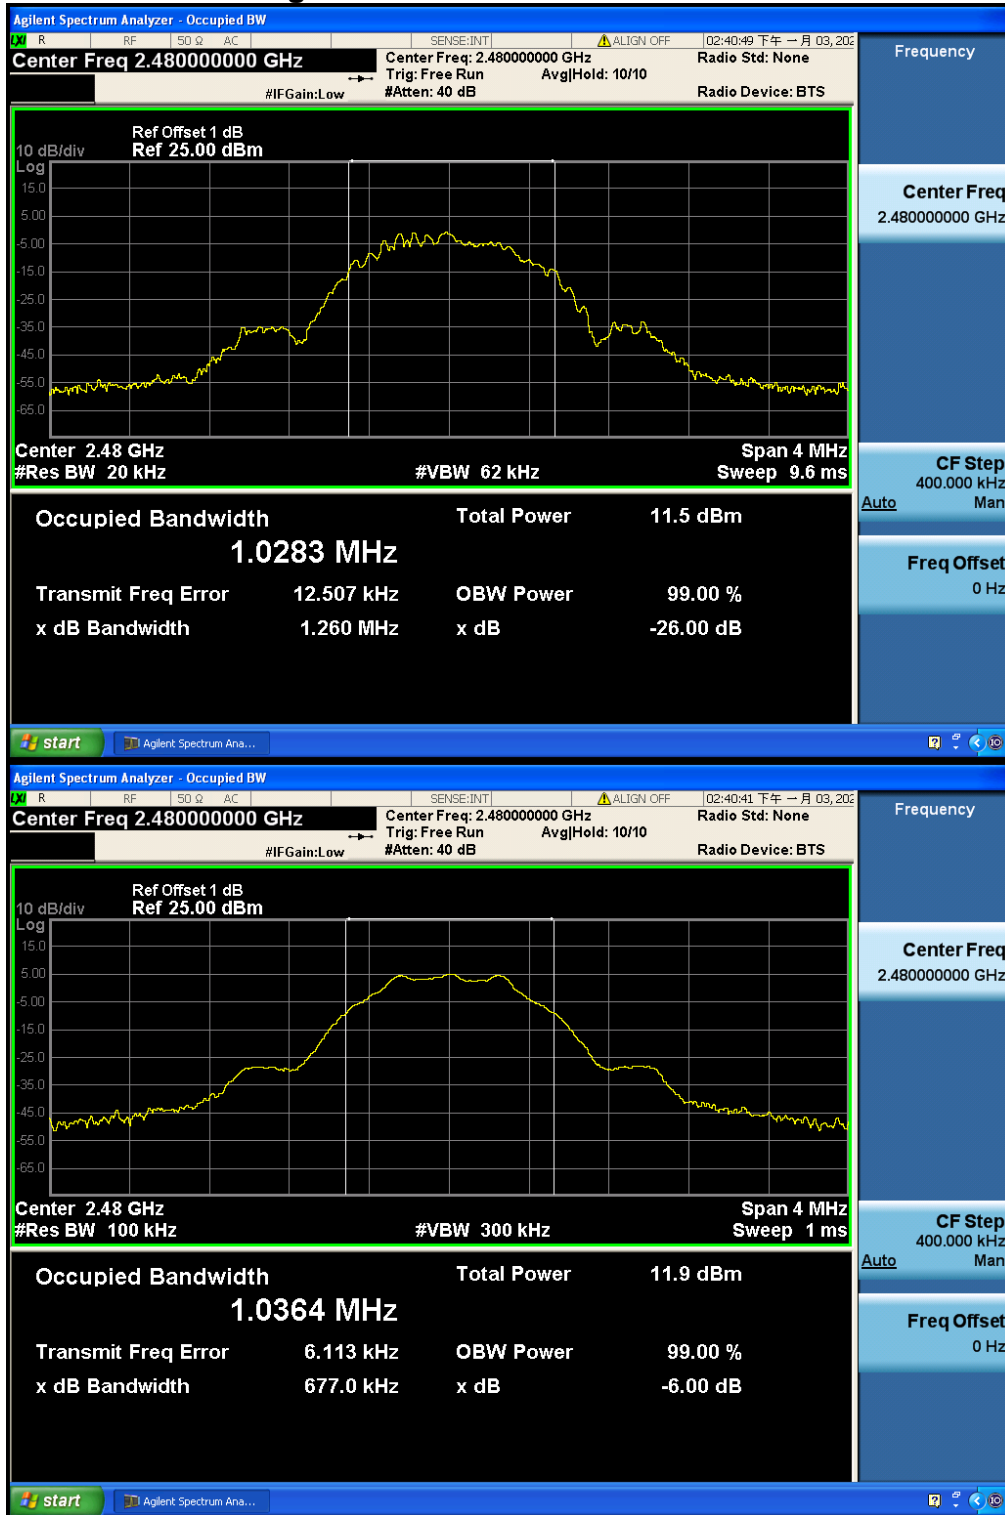 Agilent Spectrum Analyzer - Occupied BW
LXI R RF 50 Ω AC SENSE:INT ALIGN OFF 02:40:49 下午 一月 03, 202
Center Freq 2.480000000 GHz
Center Freq: 2.480000000 GHz Radio Std: None
Trig: Free Run Avg|Hold: 10/10
#IFGain:Low #Atten: 40 dB Radio Device: BTS
Frequency
Ref Offset 1 dB
10 dB/div Ref 25.00 dBm
Log
15.0
5.00
-5.00
-15.0
-25.0
-35.0
-45.0
-55.0
-65.0
Center 2.48 GHz Span 4 MHz
#Res BW 20 kHz #VBW 62 kHz Sweep 9.6 ms
Center Freq
2.480000000 GHz
CF Step
400.000 kHz
Auto Man
Freq Offset
0 Hz
Occupied Bandwidth Total Power 11.5 dBm
1.0283 MHz
Transmit Freq Error 12.507 kHz OBW Power 99.00 %
x dB Bandwidth 1.260 MHz x dB -26.00 dB
start Agilent Spectrum Ana...
Agilent Spectrum Analyzer - Occupied BW
LXI R RF 50 Ω AC SENSE:INT ALIGN OFF 02:40:41 下午 一月 03, 202
Center Freq 2.480000000 GHz
Center Freq: 2.480000000 GHz Radio Std: None
Trig: Free Run Avg|Hold: 10/10
#IFGain:Low #Atten: 40 dB Radio Device: BTS
Frequency
Ref Offset 1 dB
10 dB/div Ref 25.00 dBm
Log
15.0
5.00
-5.00
-15.0
-25.0
-35.0
-45.0
-55.0
-65.0
Center 2.48 GHz Span 4 MHz
#Res BW 100 kHz #VBW 300 kHz Sweep 1 ms
Center Freq
2.480000000 GHz
CF Step
400.000 kHz
Auto Man
Freq Offset
0 Hz
Occupied Bandwidth Total Power 11.9 dBm
1.0364 MHz
Transmit Freq Error 6.113 kHz OBW Power 99.00 %
x dB Bandwidth 677.0 kHz x dB -6.00 dB
start Agilent Spectrum Ana...